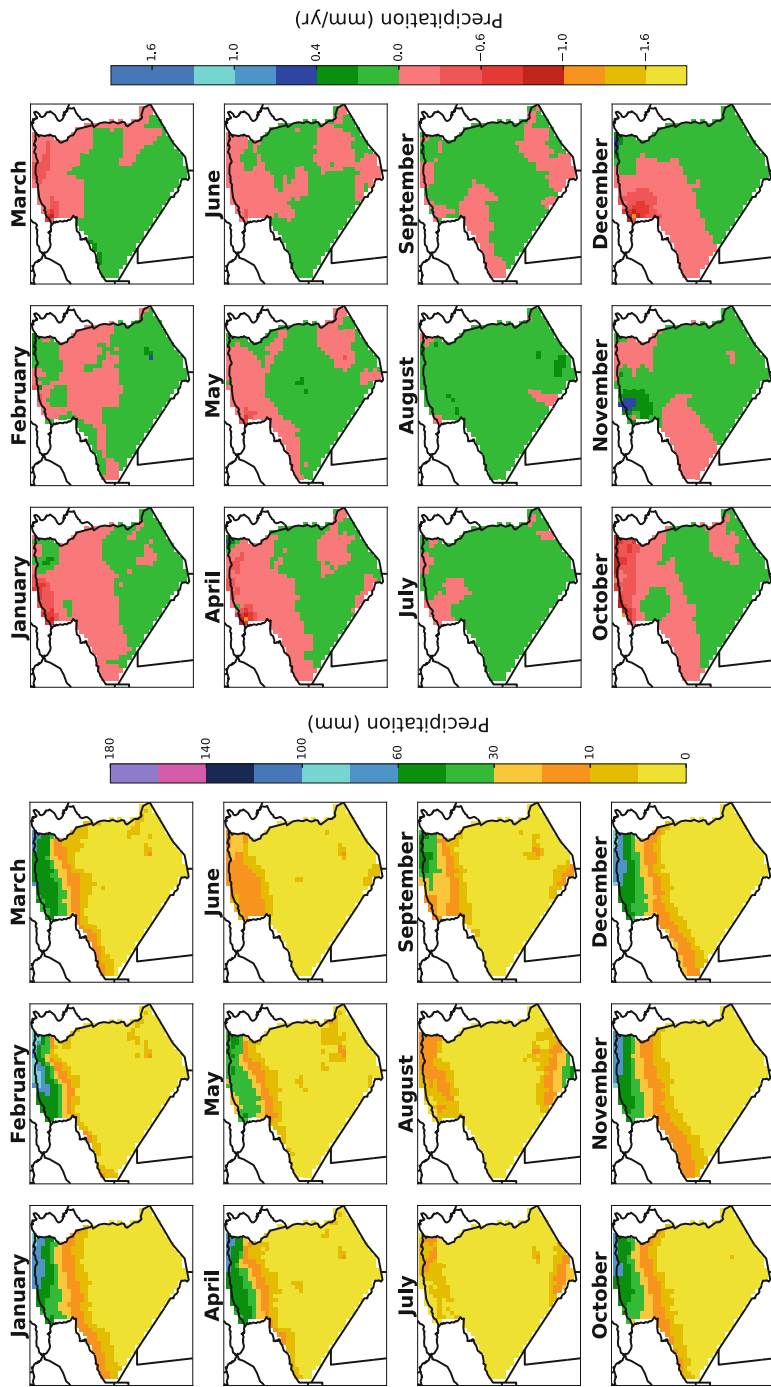 January February March
April May June
July August September
October November December
180
140
100
60
30
10
0
Precipitation (mm)
January February March
April May June
July August September
October November December
1.6
1.0
0.4
0.0
−0.6
−1.0
−1.6
Precipitation (mm/yr)